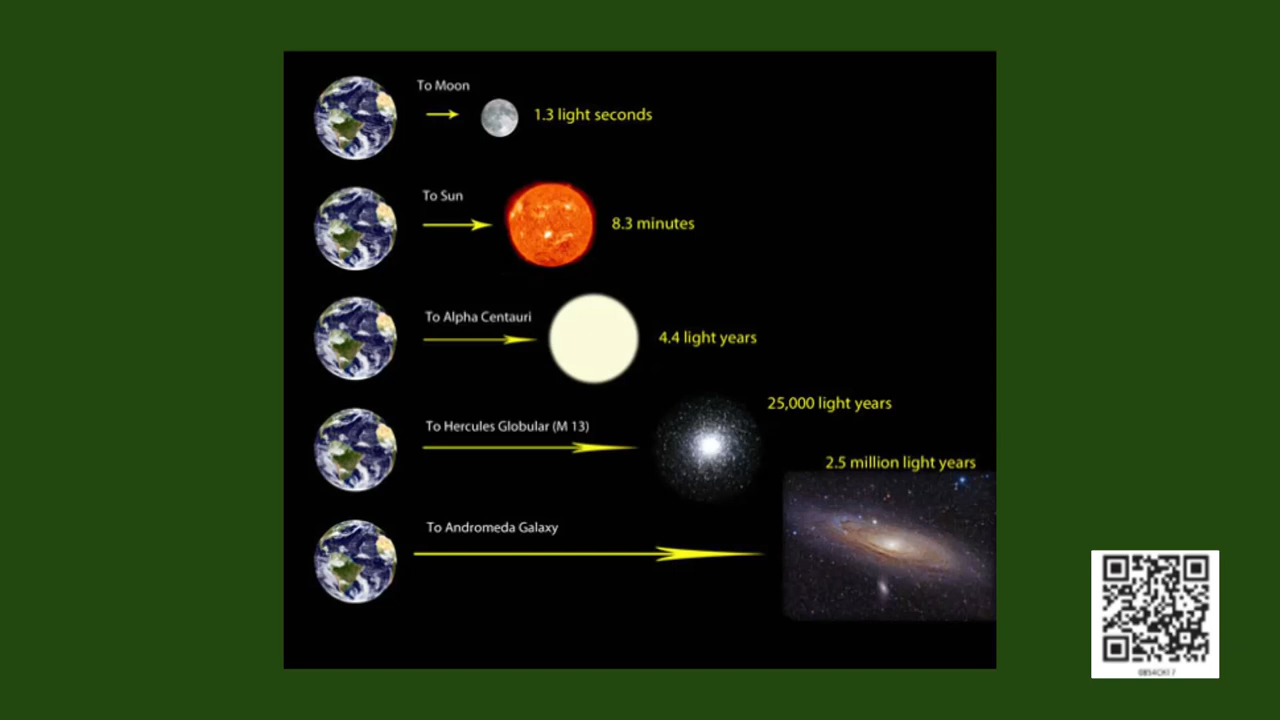 To Moon
1.3 light seconds
To Sun
8.3 minutes
To Alpha Centauri
4.4 light years
To Hercules Globular (M 13)
25,000 light years
2.5 million light years
To Andromeda Galaxy